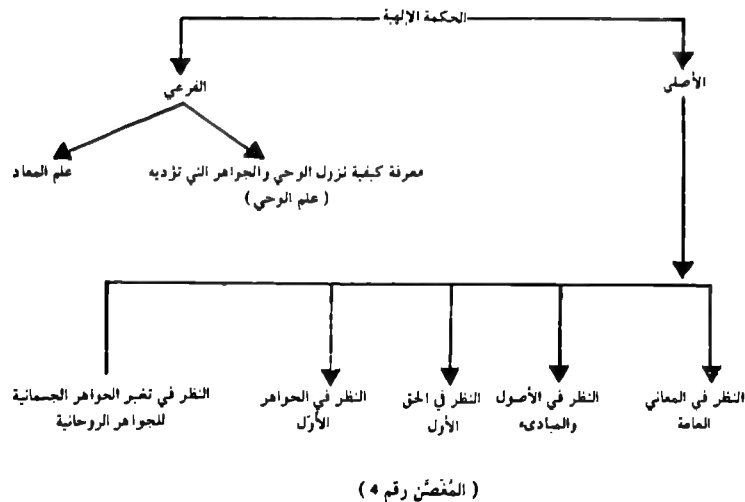 الحكمة الإلهية
الأصلي
الفرعي
معرفة كيفية نزول الوحي والجواهر التي تؤديه
( علم الوحي )
علم المعاد
النظر في المعاني
العامة
النظر في الأصول
والمبادىء
النظر في الحق
الأول
النظر في الجواهر
الأُوَل
النظر في تغير الجواهر الجسمانية
للجواهر الروحانية
( المُغَصَّن رقم 4 )